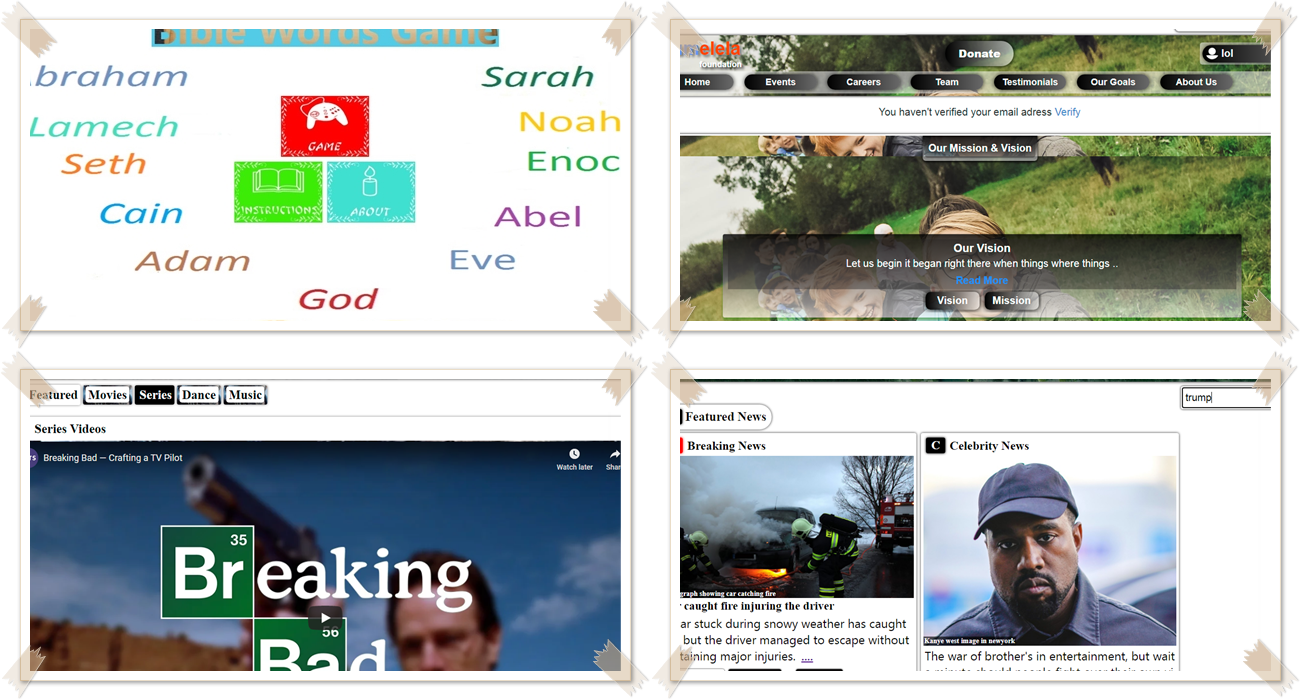 Bible Words Game
braham
Sarah
Lamech
Noah
Seth
Enoc
Cain
Abel
Adam
Eve
God
GAME
INSTRUCTIONS
ABOUT
elela
foundation
Donate
lol
Home
Events
Careers
Team
Testimonials
Our Goals
About Us
You haven't verified your email adress Verify
Our Mission & Vision
Our Vision
Let us begin it began right there when things where things ..
Read More
Vision
Mission
Featured
Movies
Series
Dance
Music
Series Videos
Breaking Bad — Crafting a TV Pilot
Watch later
Shar
35
Breaking
56
Bad
trump
Featured News
Breaking News
graph showing car catching fire
caught fire injuring the driver
ar stuck during snowy weather has caught
but the driver managed to escape without
taining major injuries. ....
C
Celebrity News
Kanye west image in newyork
The war of brother's in entertainment, but wait